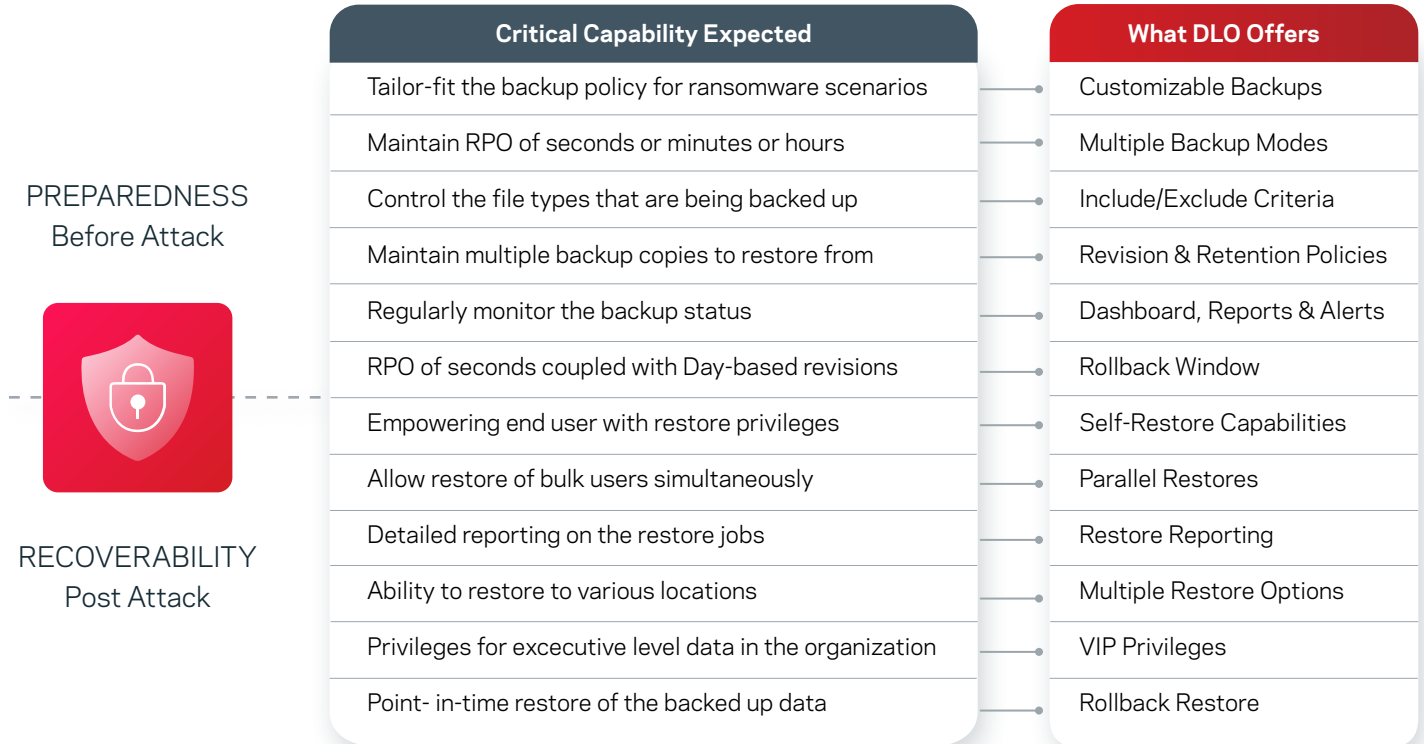 Critical Capability Expected
What DLO Offers
Tailor-fit the backup policy for ransomware scenarios
Customizable Backups
Maintain RPO of seconds or minutes or hours
Multiple Backup Modes
PREPAREDNESS
Before Attack
Control the file types that are being backed up
Include/Exclude Criteria
Maintain multiple backup copies to restore from
Revision & Retention Policies
Regularly monitor the backup status
Dashboard, Reports & Alerts
RPO of seconds coupled with Day-based revisions
Rollback Window
Empowering end user with restore privileges
Self-Restore Capabilities
Allow restore of bulk users simultaneously
Parallel Restores
Detailed reporting on the restore jobs
Restore Reporting
RECOVERABILITY
Post Attack
Ability to restore to various locations
Multiple Restore Options
Privileges for excecutive level data in the organization
VIP Privileges
Point- in-time restore of the backed up data
Rollback Restore